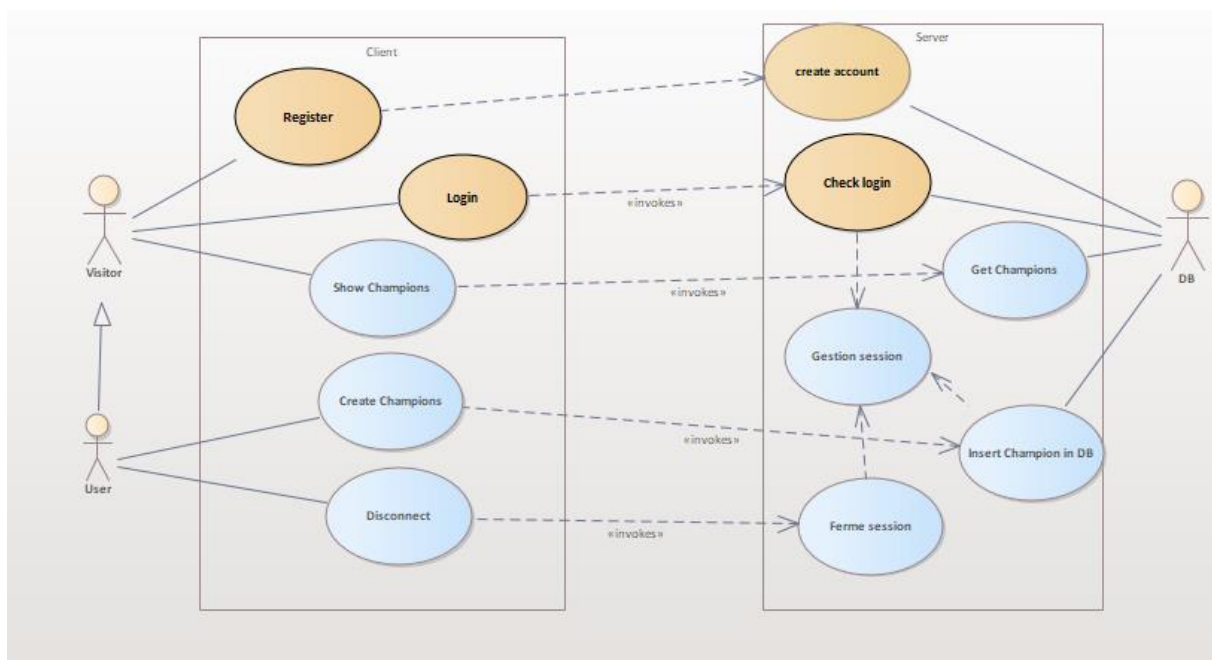 Client
Server
create account
Register
Check login
Login
«invokes»
Visitor
DB
Show Champions
Get Champions
«invokes»
Gestion session
Create Champions
«invokes»
Insert Champion in DB
User
Disconnect
Ferme session
«invokes»